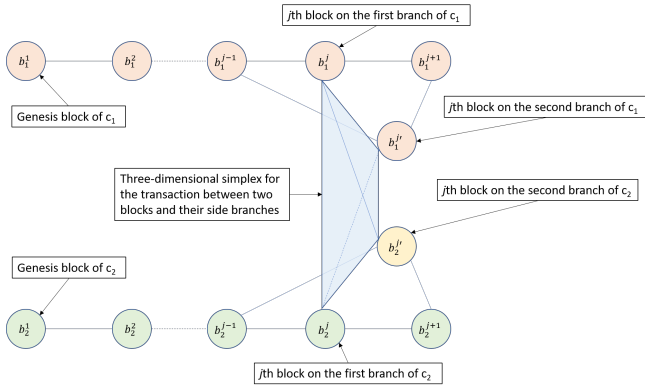 jth block on the first branch of c₁
b₁¹
b₁²
b₁ʲ⁻¹
b₁ʲ
b₁ʲ⁺¹
Genesis block of c₁
jth block on the second branch of c₁
b₁ʲ′
Three-dimensional simplex for
the transaction between two
blocks and their side branches
jth block on the second branch of c₂
b₂ʲ′
Genesis block of c₂
b₂¹
b₂²
b₂ʲ⁻¹
b₂ʲ
b₂ʲ⁺¹
jth block on the first branch of c₂